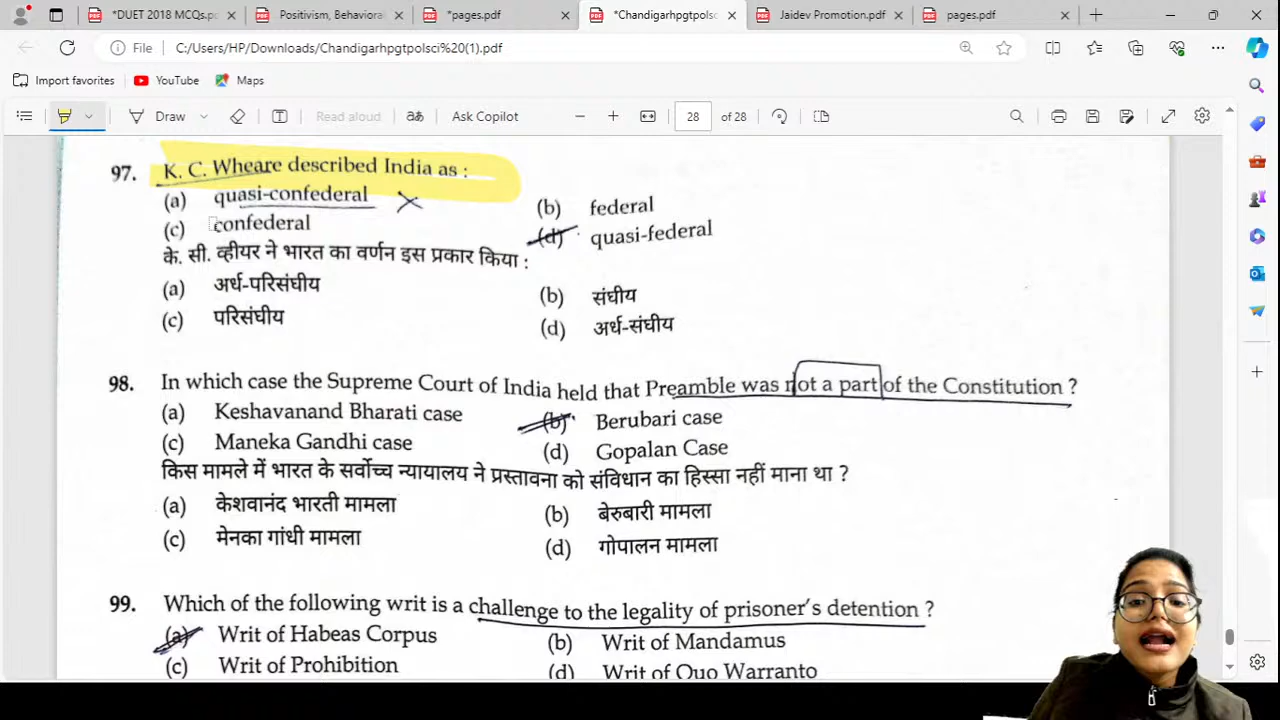 *DUET 2018 MCQs.pc
Positivism, Behaviora
*pages.pdf
*Chandigarhpgtpolsc
Jaidev Promotion.pdf
pages.pdf
File
C:/Users/HP/Downloads/Chandigarhpgtpolsci%20(1).pdf
Import favorites
YouTube
Maps
Draw
Read aloud
aあ
Ask Copilot
28
of 28
97. K. C. Wheare described India as :
(a) quasi-confederal
(b) federal
(c) confederal
(d) quasi-federal
के. सी. व्हीयर ने भारत का वर्णन इस प्रकार किया :
(a) अर्ध-परिसंघीय
(b) संघीय
(c) परिसंघीय
(d) अर्ध-संघीय
98. In which case the Supreme Court of India held that Preamble was not a part of the Constitution ?
(a) Keshavanand Bharati case
(b) Berubari case
(c) Maneka Gandhi case
(d) Gopalan Case
किस मामले में भारत के सर्वोच्च न्यायालय ने प्रस्तावना को संविधान का हिस्सा नहीं माना था ?
(a) केशवानंद भारती मामला
(b) बेरुबारी मामला
(c) मेनका गांधी मामला
(d) गोपालन मामला
99. Which of the following writ is a challenge to the legality of prisoner's detention ?
(a) Writ of Habeas Corpus
(b) Writ of Mandamus
(c) Writ of Prohibition
(d) Writ of Quo Warranto